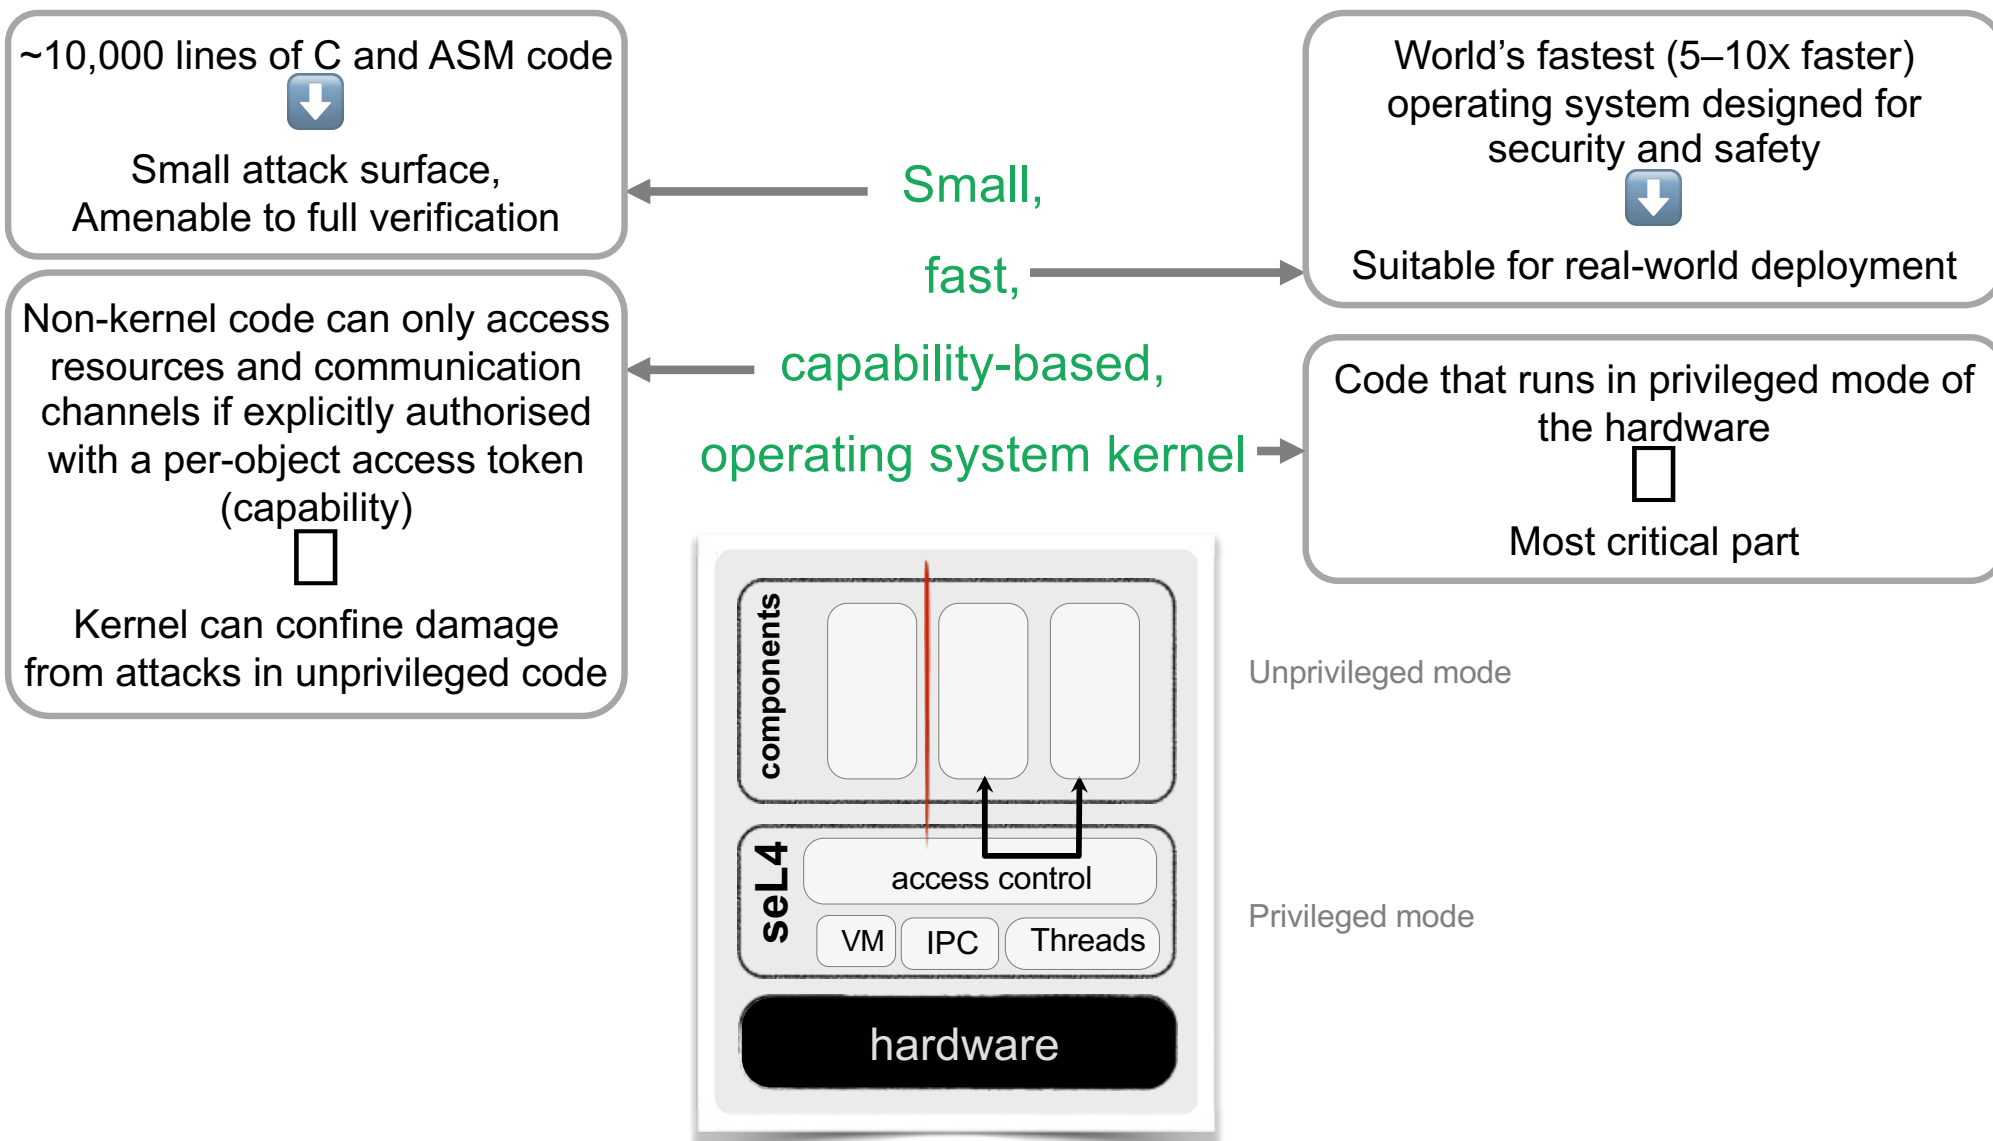 ~10,000 lines of C and ASM code
Small attack surface,
Amenable to full verification
Non-kernel code can only access
resources and communication
channels if explicitly authorised
with a per-object access token
(capability)
Kernel can confine damage
from attacks in unprivileged code
Small,
fast,
capability-based,
operating system kernel
World’s fastest (5–10X faster)
operating system designed for
security and safety
Suitable for real-world deployment
Code that runs in privileged mode of
the hardware
Most critical part
components
Unprivileged mode
seL4
access control
VM
IPC
Threads
Privileged mode
hardware